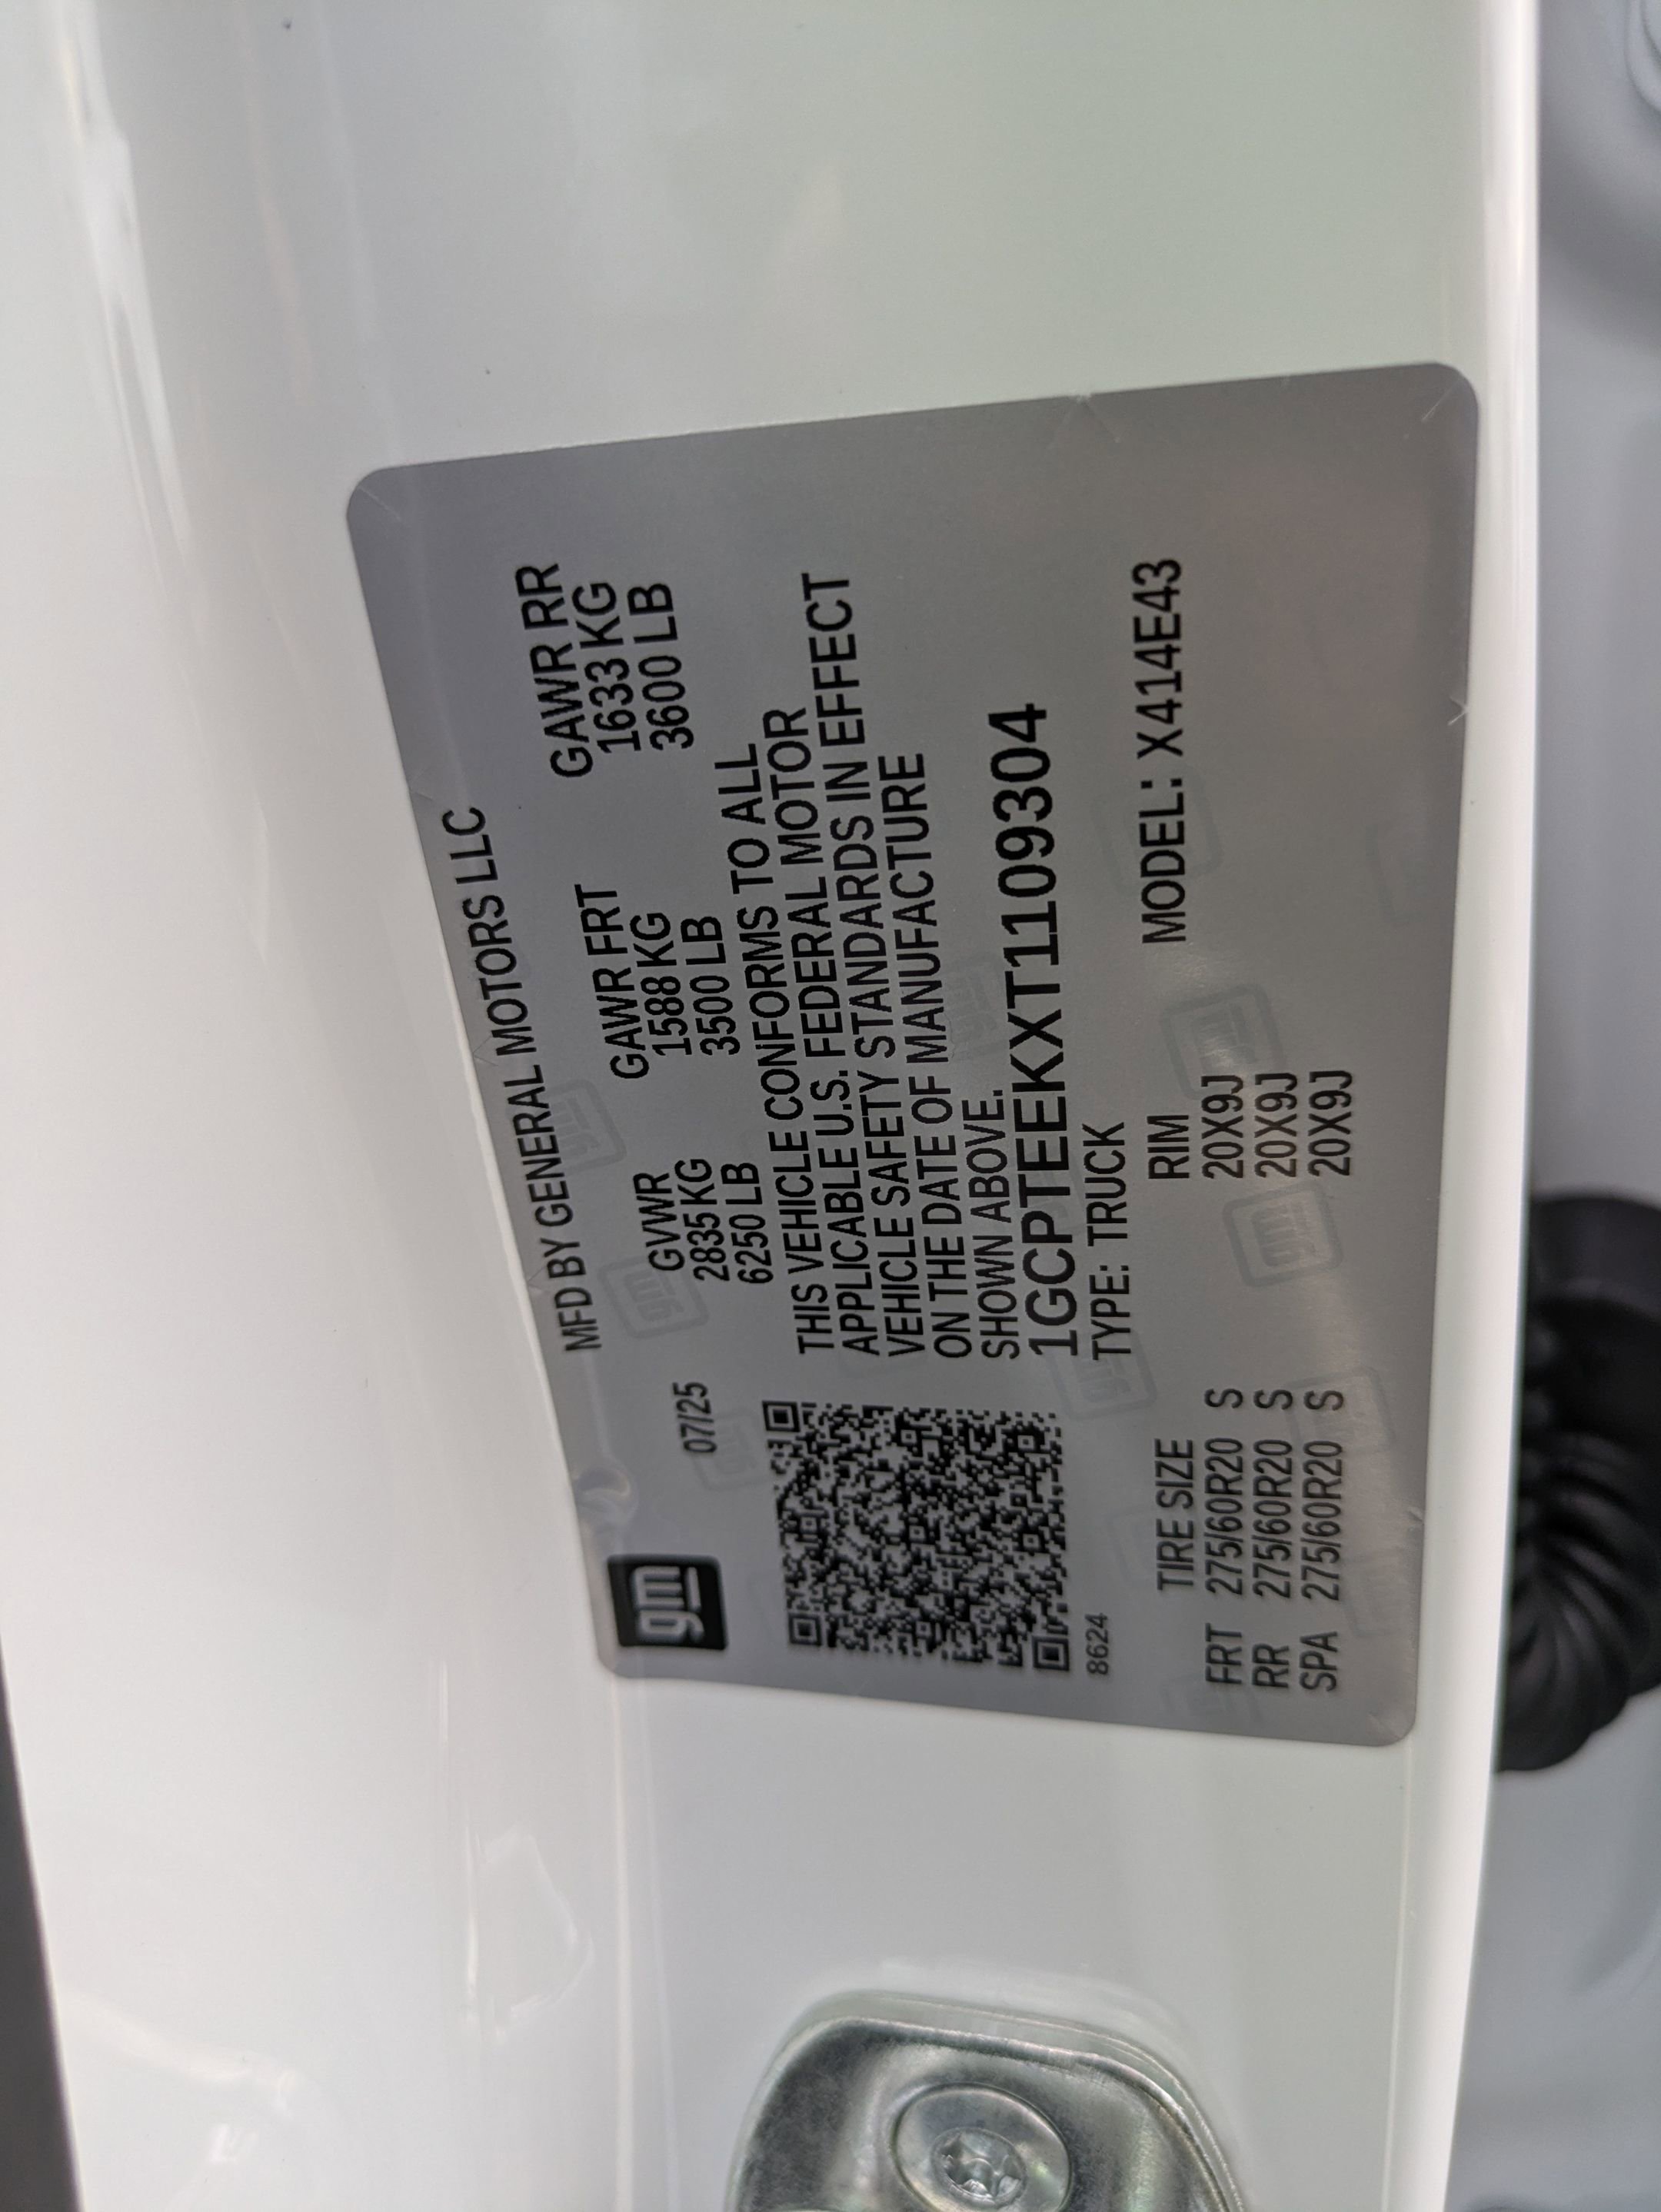 gm
MFD BY GENERAL MOTORS LLC
07/25
GVWR GAWR FRT GAWR RR
2835 KG 1588 KG 1633 KG
6250 LB 3500 LB 3600 LB
THIS VEHICLE CONFORMS TO ALL
APPLICABLE U.S. FEDERAL MOTOR
VEHICLE SAFETY STANDARDS IN EFFECT
ON THE DATE OF MANUFACTURE
SHOWN ABOVE.
1GCPTEEKXT1109304
8624
TYPE: TRUCK MODEL: X414E43
TIRE SIZE RIM
FRT 275/60R20 S 20X9J
RR 275/60R20 S 20X9J
SPA 275/60R20 S 20X9J